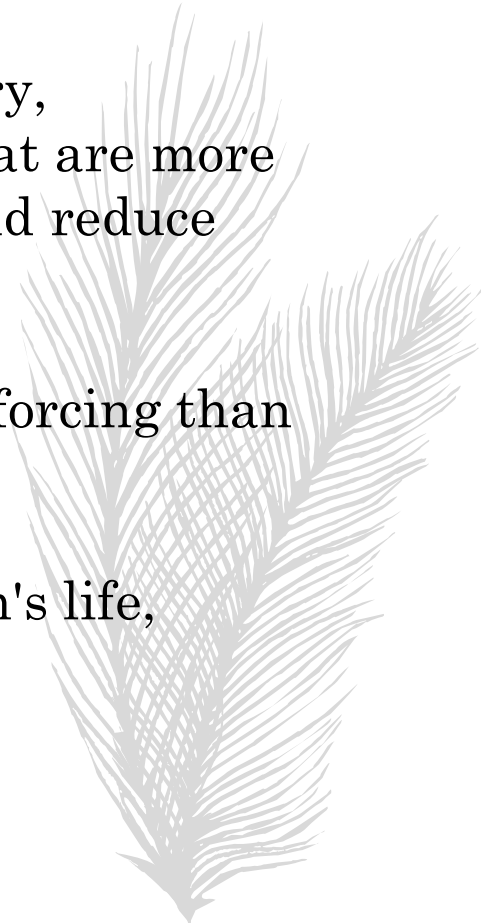 ry,
at are more
d reduce
forcing than
n's life,